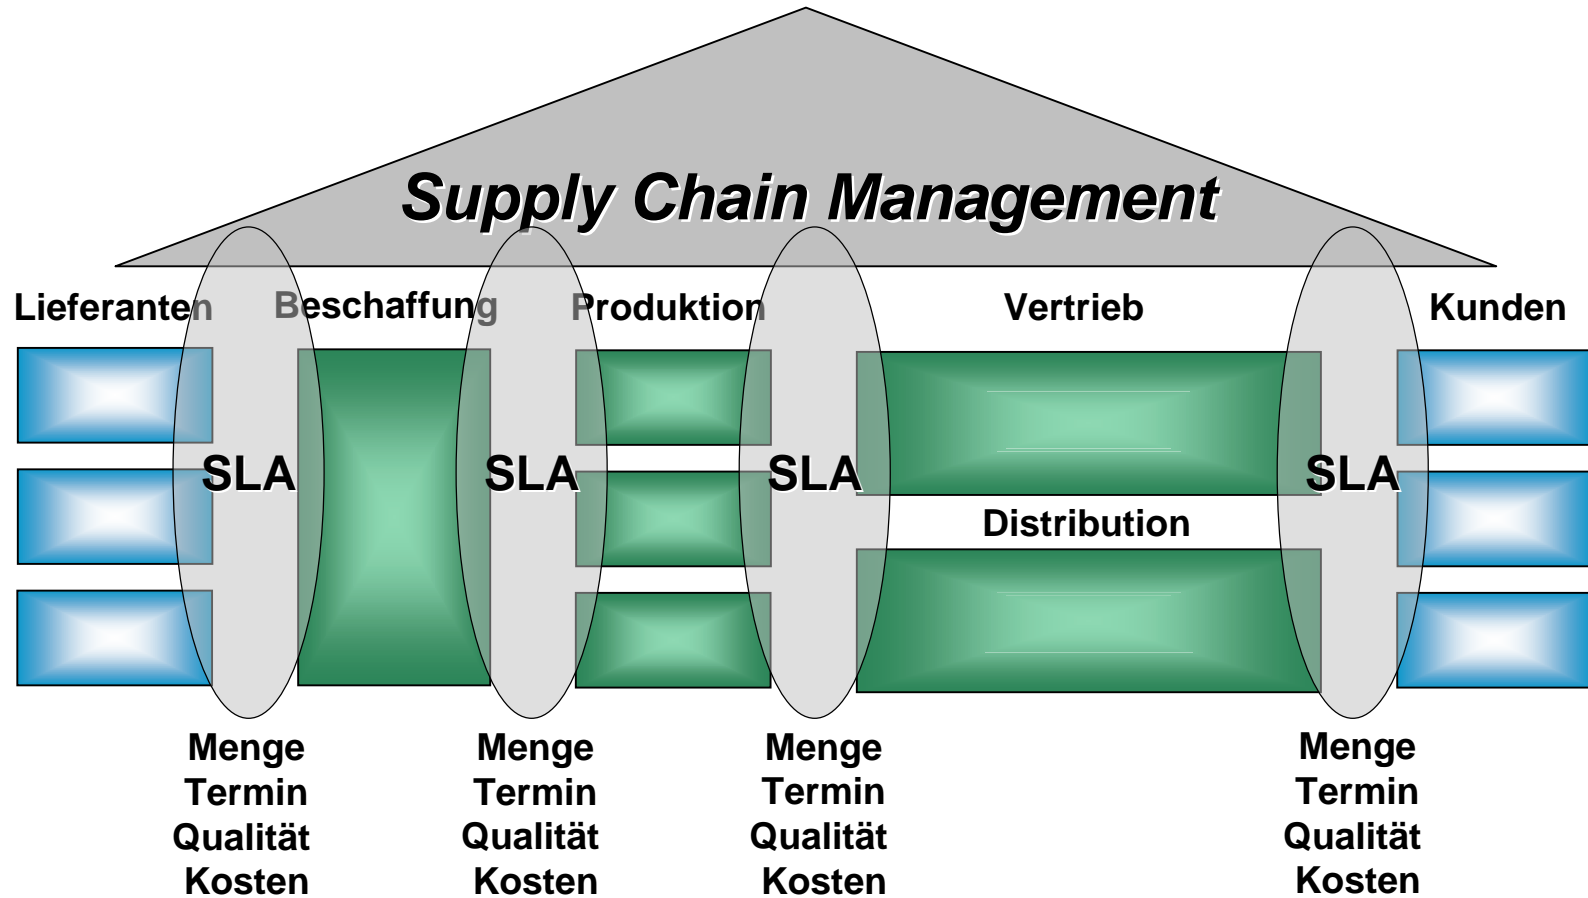 Supply Chain Management
Lieferanten Beschaffung Produktion Vertrieb Kunden
SLA SLA SLA SLA
Distribution
Menge Menge Menge Menge
Termin Termin Termin Termin
Qualität Qualität Qualität Qualität
Kosten Kosten Kosten Kosten